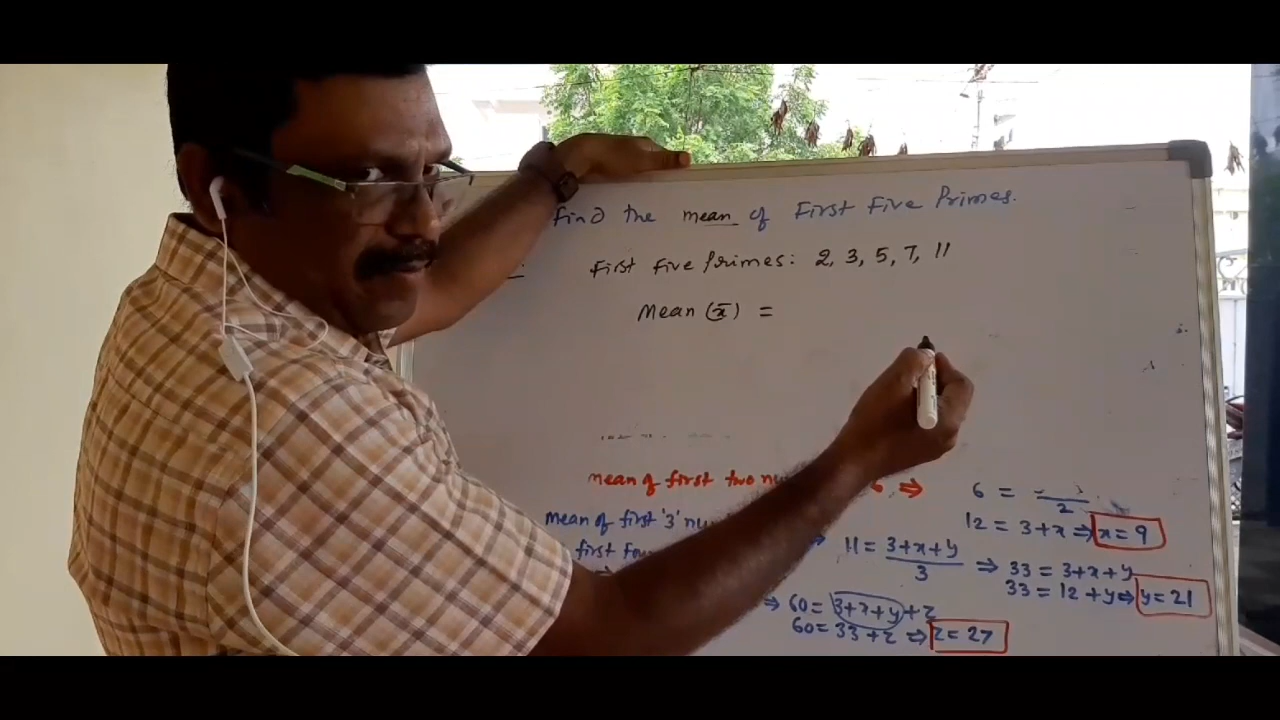 Find the mean of First Five Primes.
First Five Primes: 2, 3, 5, 7, 11
Mean (x̄) =
mean of first two 6 ⇒
6 = 2
12 = 3+x ⇒ x = 9
mean of first '3'
11 = 3+x+y / 3 ⇒ 33 = 3+x+y
first
33 = 12+y ⇒ y = 21
⇒ 60 = 3+x+y+z
60 = 33+z ⇒ z = 27